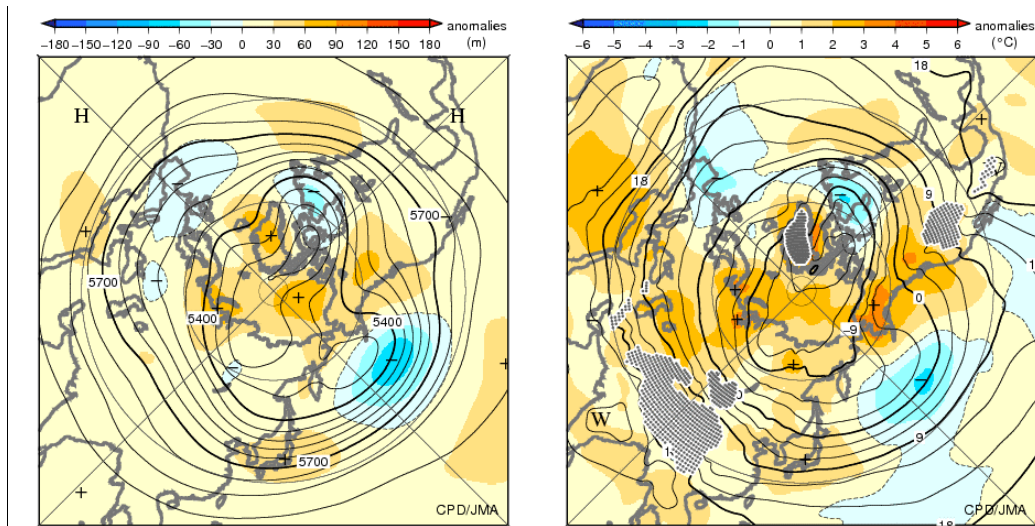 anomalies
-180 -150 -120 -90 -60 -30 0 30 60 90 120 150 180 (m)
H
H
5700
5700
5400
5400
5700
CPD/JMA
anomalies
-6 -5 -4 -3 -2 -1 0 1 2 3 4 5 6 (°C)
18
18
9
0
-9
W
9
18
CPD/JMA